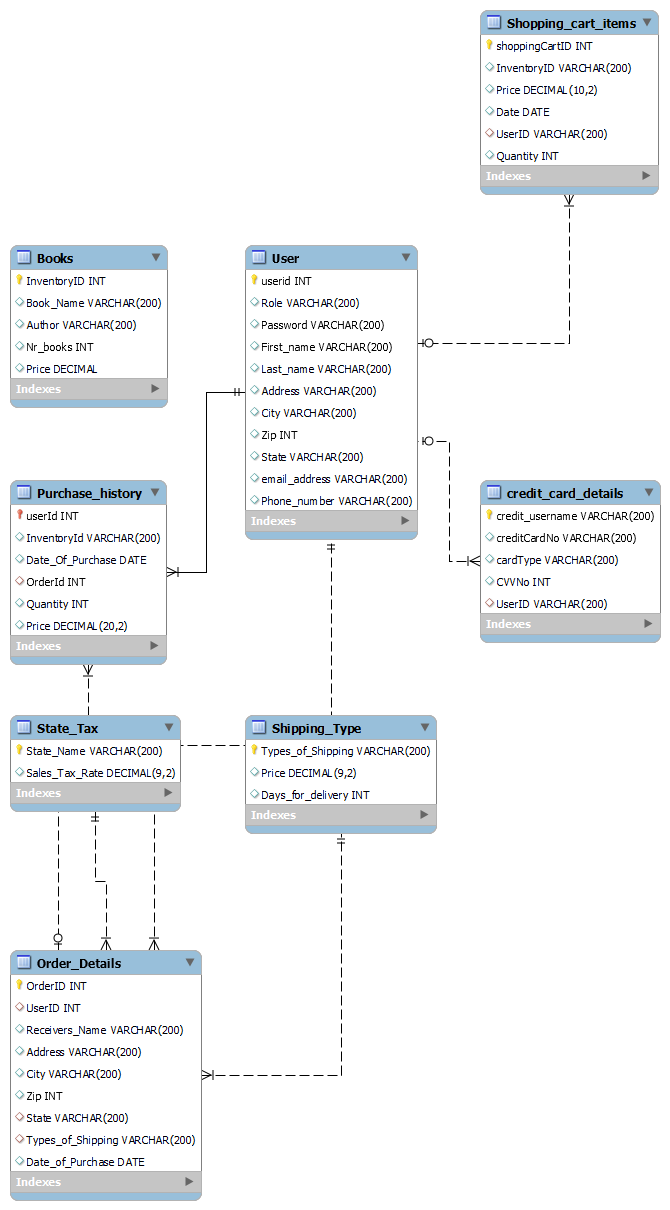 Shopping_cart_items
shoppingCartID INT
InventoryID VARCHAR(200)
Price DECIMAL(10,2)
Date DATE
UserID VARCHAR(200)
Quantity INT
Indexes
Books
InventoryID INT
Book_Name VARCHAR(200)
Author VARCHAR(200)
Nr_books INT
Price DECIMAL
Indexes
User
userid INT
Role VARCHAR(200)
Password VARCHAR(200)
First_name VARCHAR(200)
Last_name VARCHAR(200)
Address VARCHAR(200)
City VARCHAR(200)
Zip INT
State VARCHAR(200)
email_address VARCHAR(200)
Phone_number VARCHAR(200)
Indexes
Purchase_history
userId INT
InventoryId VARCHAR(200)
Date_Of_Purchase DATE
OrderId INT
Quantity INT
Price DECIMAL(20,2)
Indexes
credit_card_details
credit_username VARCHAR(200)
creditCardNo VARCHAR(200)
cardType VARCHAR(200)
CVVNo INT
UserID VARCHAR(200)
Indexes
State_Tax
State_Name VARCHAR(200)
Sales_Tax_Rate DECIMAL(9,2)
Indexes
Shipping_Type
Types_of_Shipping VARCHAR(200)
Price DECIMAL(9,2)
Days_for_delivery INT
Indexes
Order_Details
OrderID INT
UserID INT
Receivers_Name VARCHAR(200)
Address VARCHAR(200)
City VARCHAR(200)
Zip INT
State VARCHAR(200)
Types_of_Shipping VARCHAR(200)
Date_of_Purchase DATE
Indexes